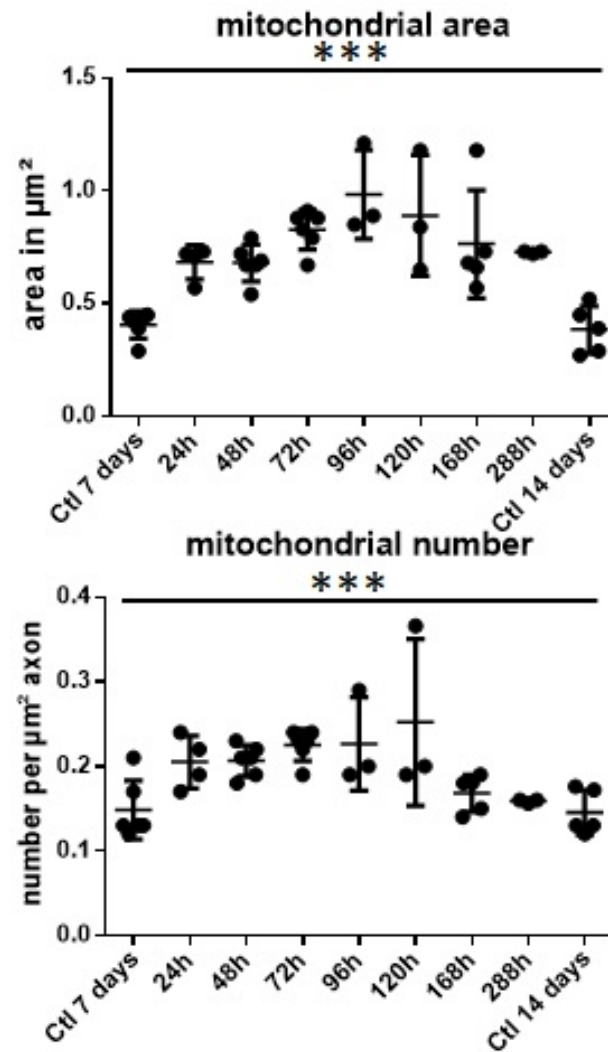 mitochondrial area
***
area in µm²
1.5
1.0
0.5
0.0
Ctl 7 days
24h
48h
72h
96h
120h
168h
288h
Ctl 14 days
mitochondrial number
***
number per µm² axon
0.4
0.3
0.2
0.1
0.0
Ctl 7 days
24h
48h
72h
96h
120h
168h
288h
Ctl 14 days